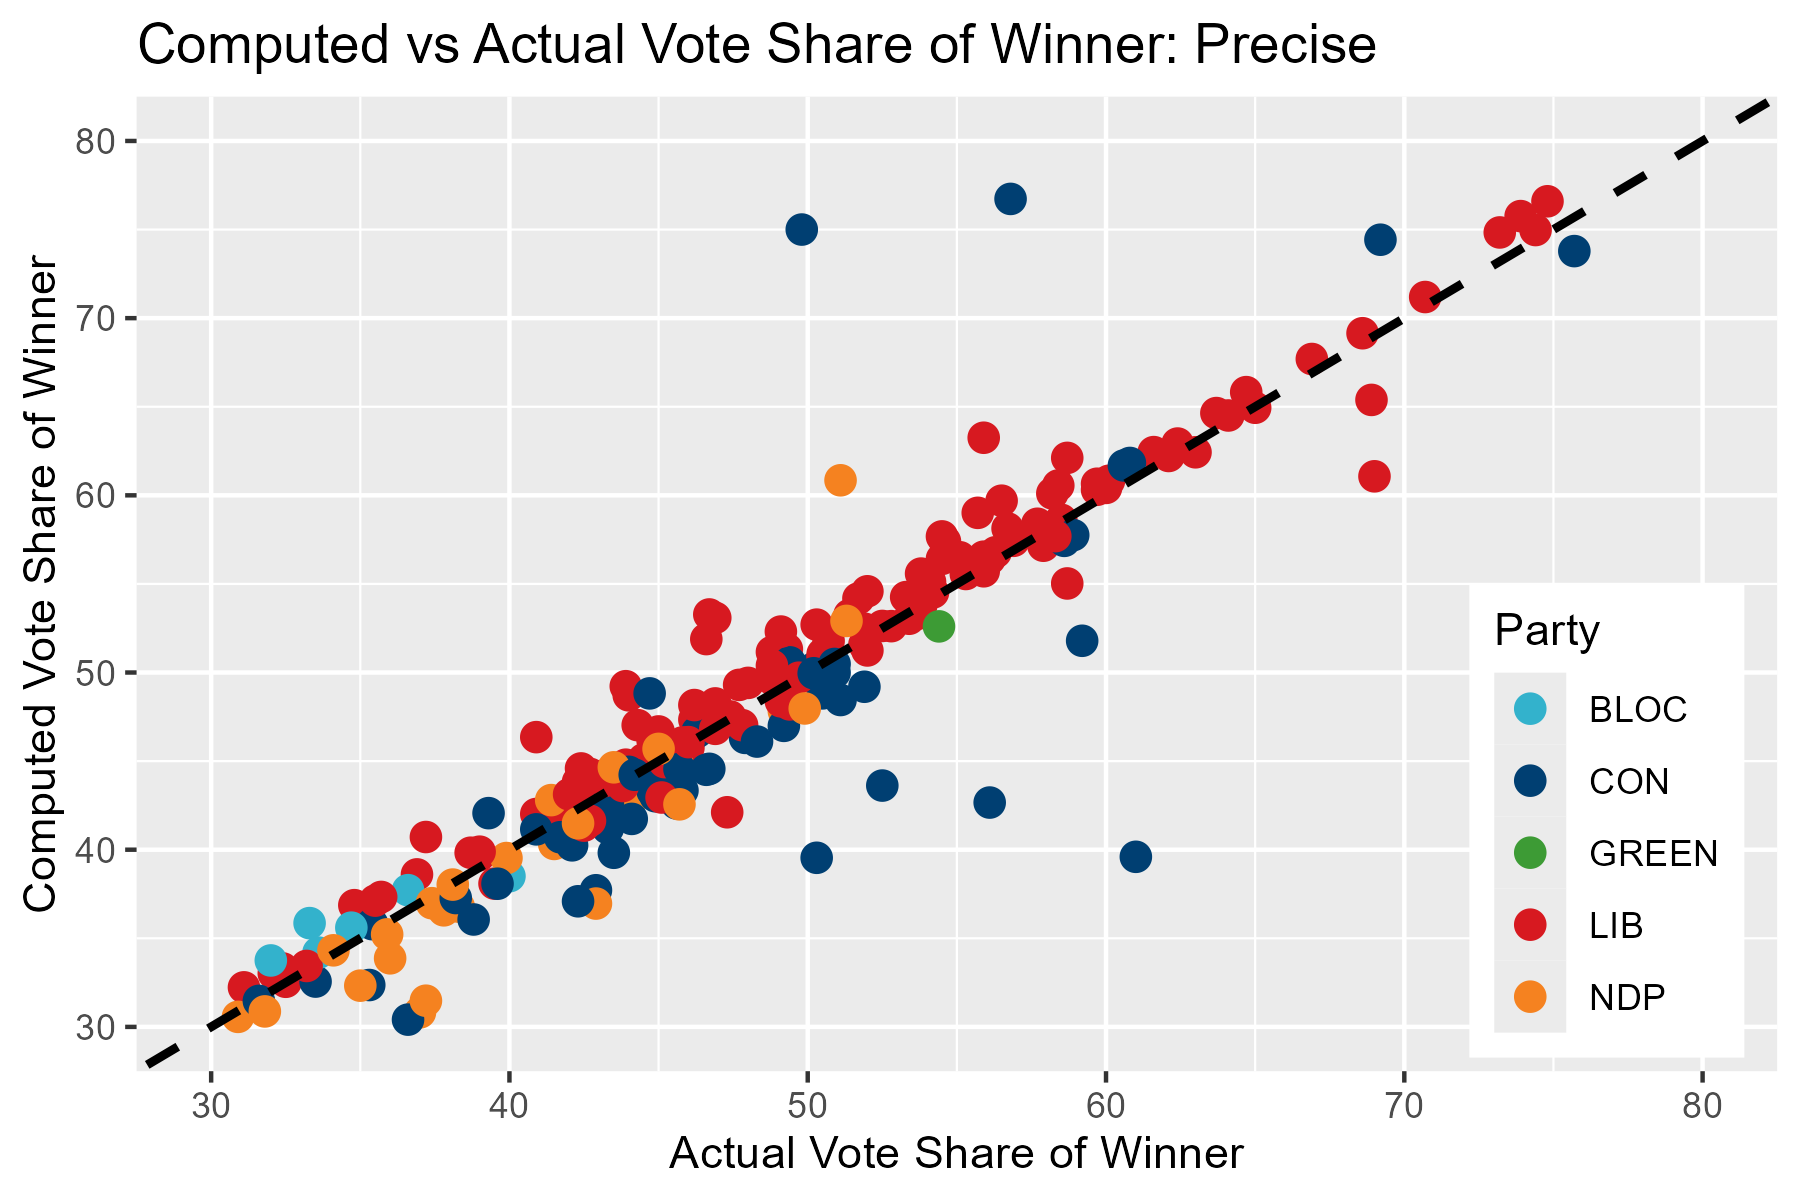 Computed vs Actual Vote Share of Winner: Precise
Computed Vote Share of Winner
80
70
60
50
40
30
30 40 50 60 70 80
Actual Vote Share of Winner
Party
BLOC
CON
GREEN
LIB
NDP